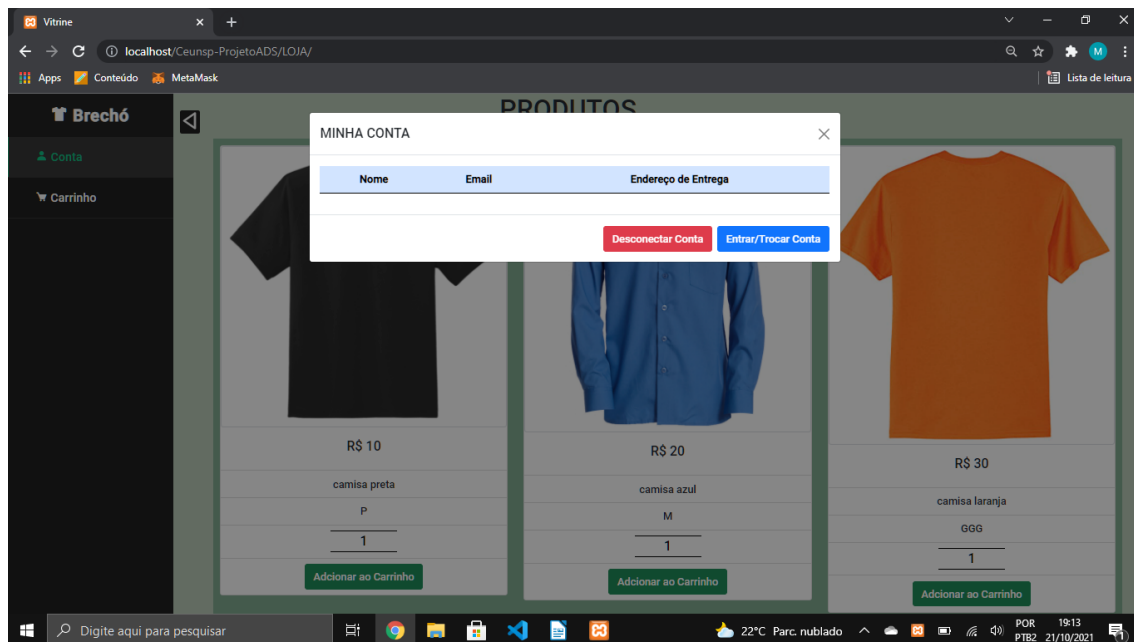 Vitrine
localhost/Ceunsp-ProjetoADS/LOJA/
M
Apps Conteúdo MetaMask Lista de leitura
Brechó
Conta
Carrinho
PRODUTOS
MINHA CONTA
Nome Email Endereço de Entrega
Desconectar Conta Entrar/Trocar Conta
R$ 10
camisa preta
P
1
Adcionar ao Carrinho
R$ 20
camisa azul
M
1
Adcionar ao Carrinho
R$ 30
camisa laranja
GGG
1
Adcionar ao Carrinho
Digite aqui para pesquisar
22°C Parc. nublado
POR
PTB2
19:13
21/10/2021
1